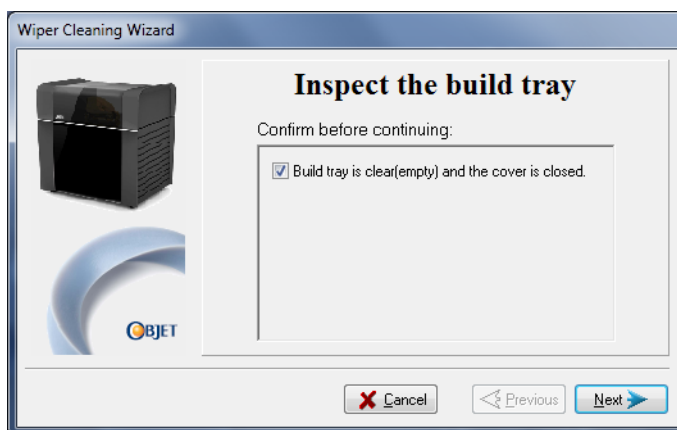 Wiper Cleaning Wizard
Inspect the build tray
Confirm before continuing:
Build tray is clear(empty) and the cover is closed.
OBJET
Cancel
Previous
Next